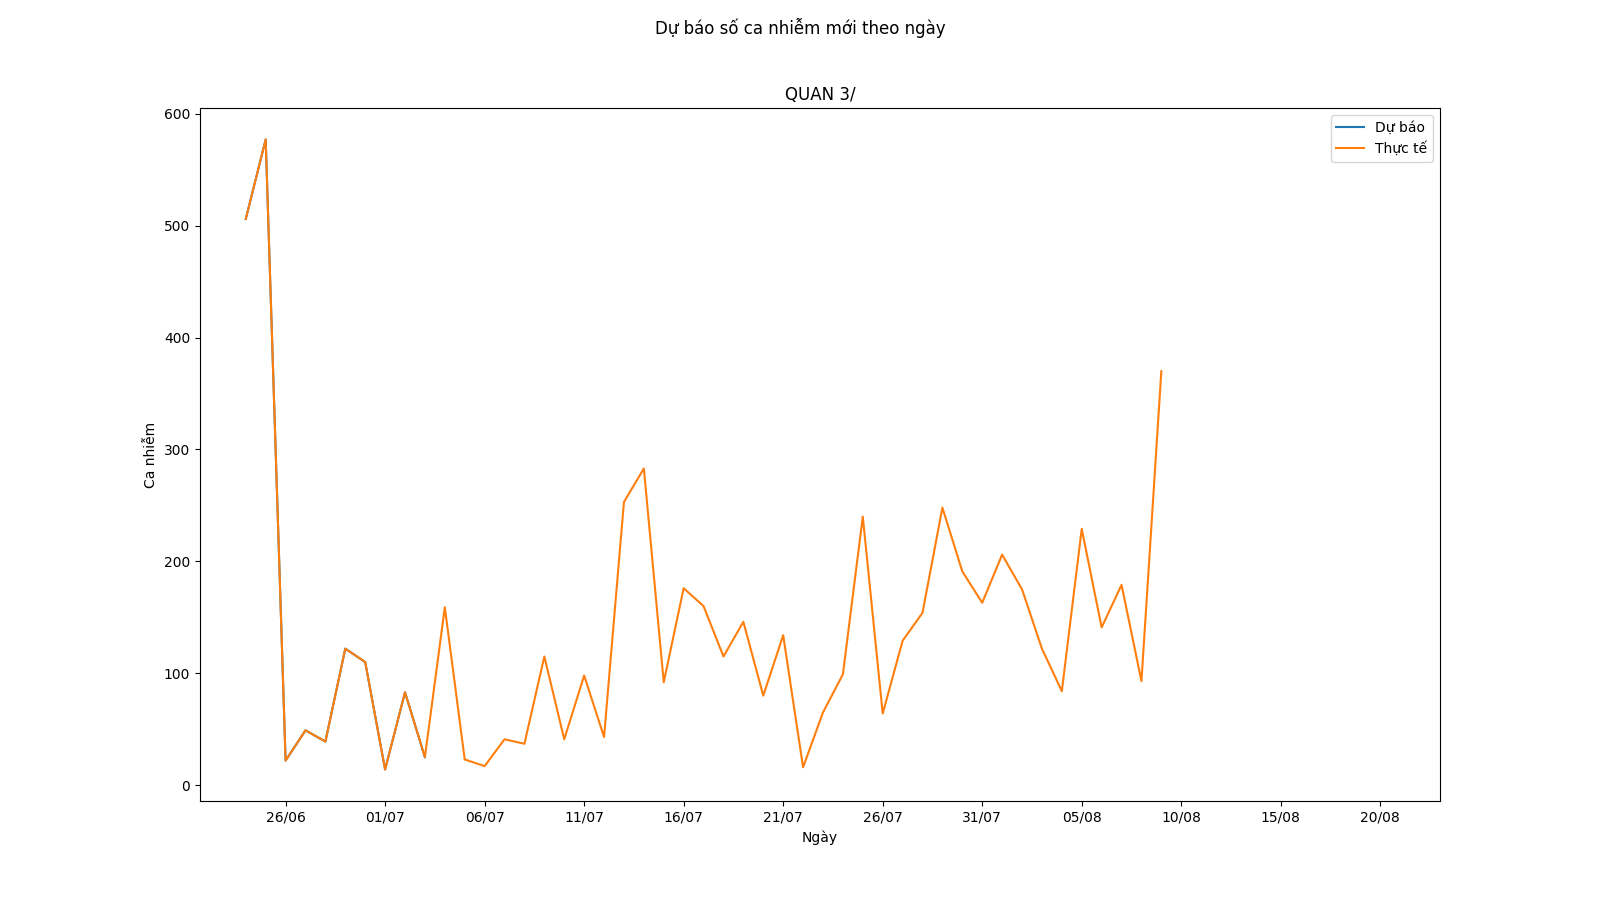 Dự báo số ca nhiễm mới theo ngày
QUAN 3/
Dự báo
Thực tế
Ca nhiễm
600
500
400
300
200
100
0
26/06 01/07 06/07 11/07 16/07 21/07 26/07 31/07 05/08 10/08 15/08 20/08
Ngày